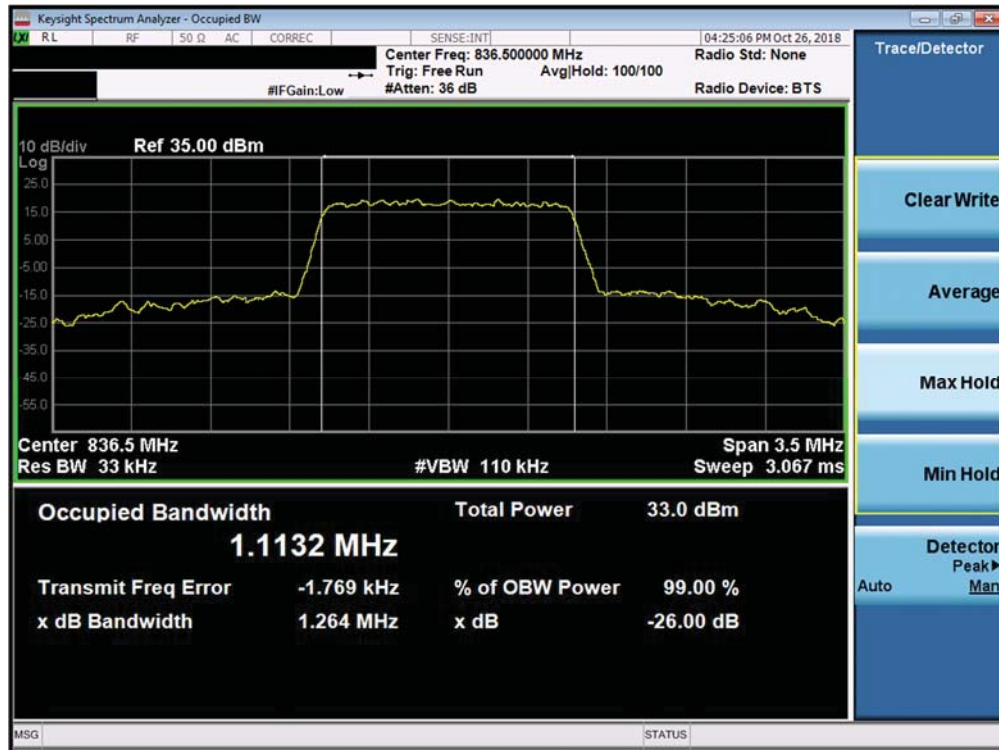 Keysight Spectrum Analyzer - Occupied BW
LXI RL RF 50 Ω AC CORREC SENSE:INT 04:25:06 PM Oct 26, 2018
Center Freq: 836.500000 MHz Radio Std: None
Trig: Free Run Avg|Hold: 100/100
#IFGain:Low #Atten: 36 dB Radio Device: BTS
Trace/Detector
10 dB/div Ref 35.00 dBm
Log
25.0
15.0
5.00
-5.00
-15.0
-25.0
-35.0
-45.0
-55.0
Center 836.5 MHz Span 3.5 MHz
Res BW 33 kHz #VBW 110 kHz Sweep 3.067 ms
Occupied Bandwidth Total Power 33.0 dBm
1.1132 MHz
Transmit Freq Error -1.769 kHz % of OBW Power 99.00 %
x dB Bandwidth 1.264 MHz x dB -26.00 dB
Clear Write
Average
Max Hold
Min Hold
Detector
Peak▶
Auto Man
MSG STATUS